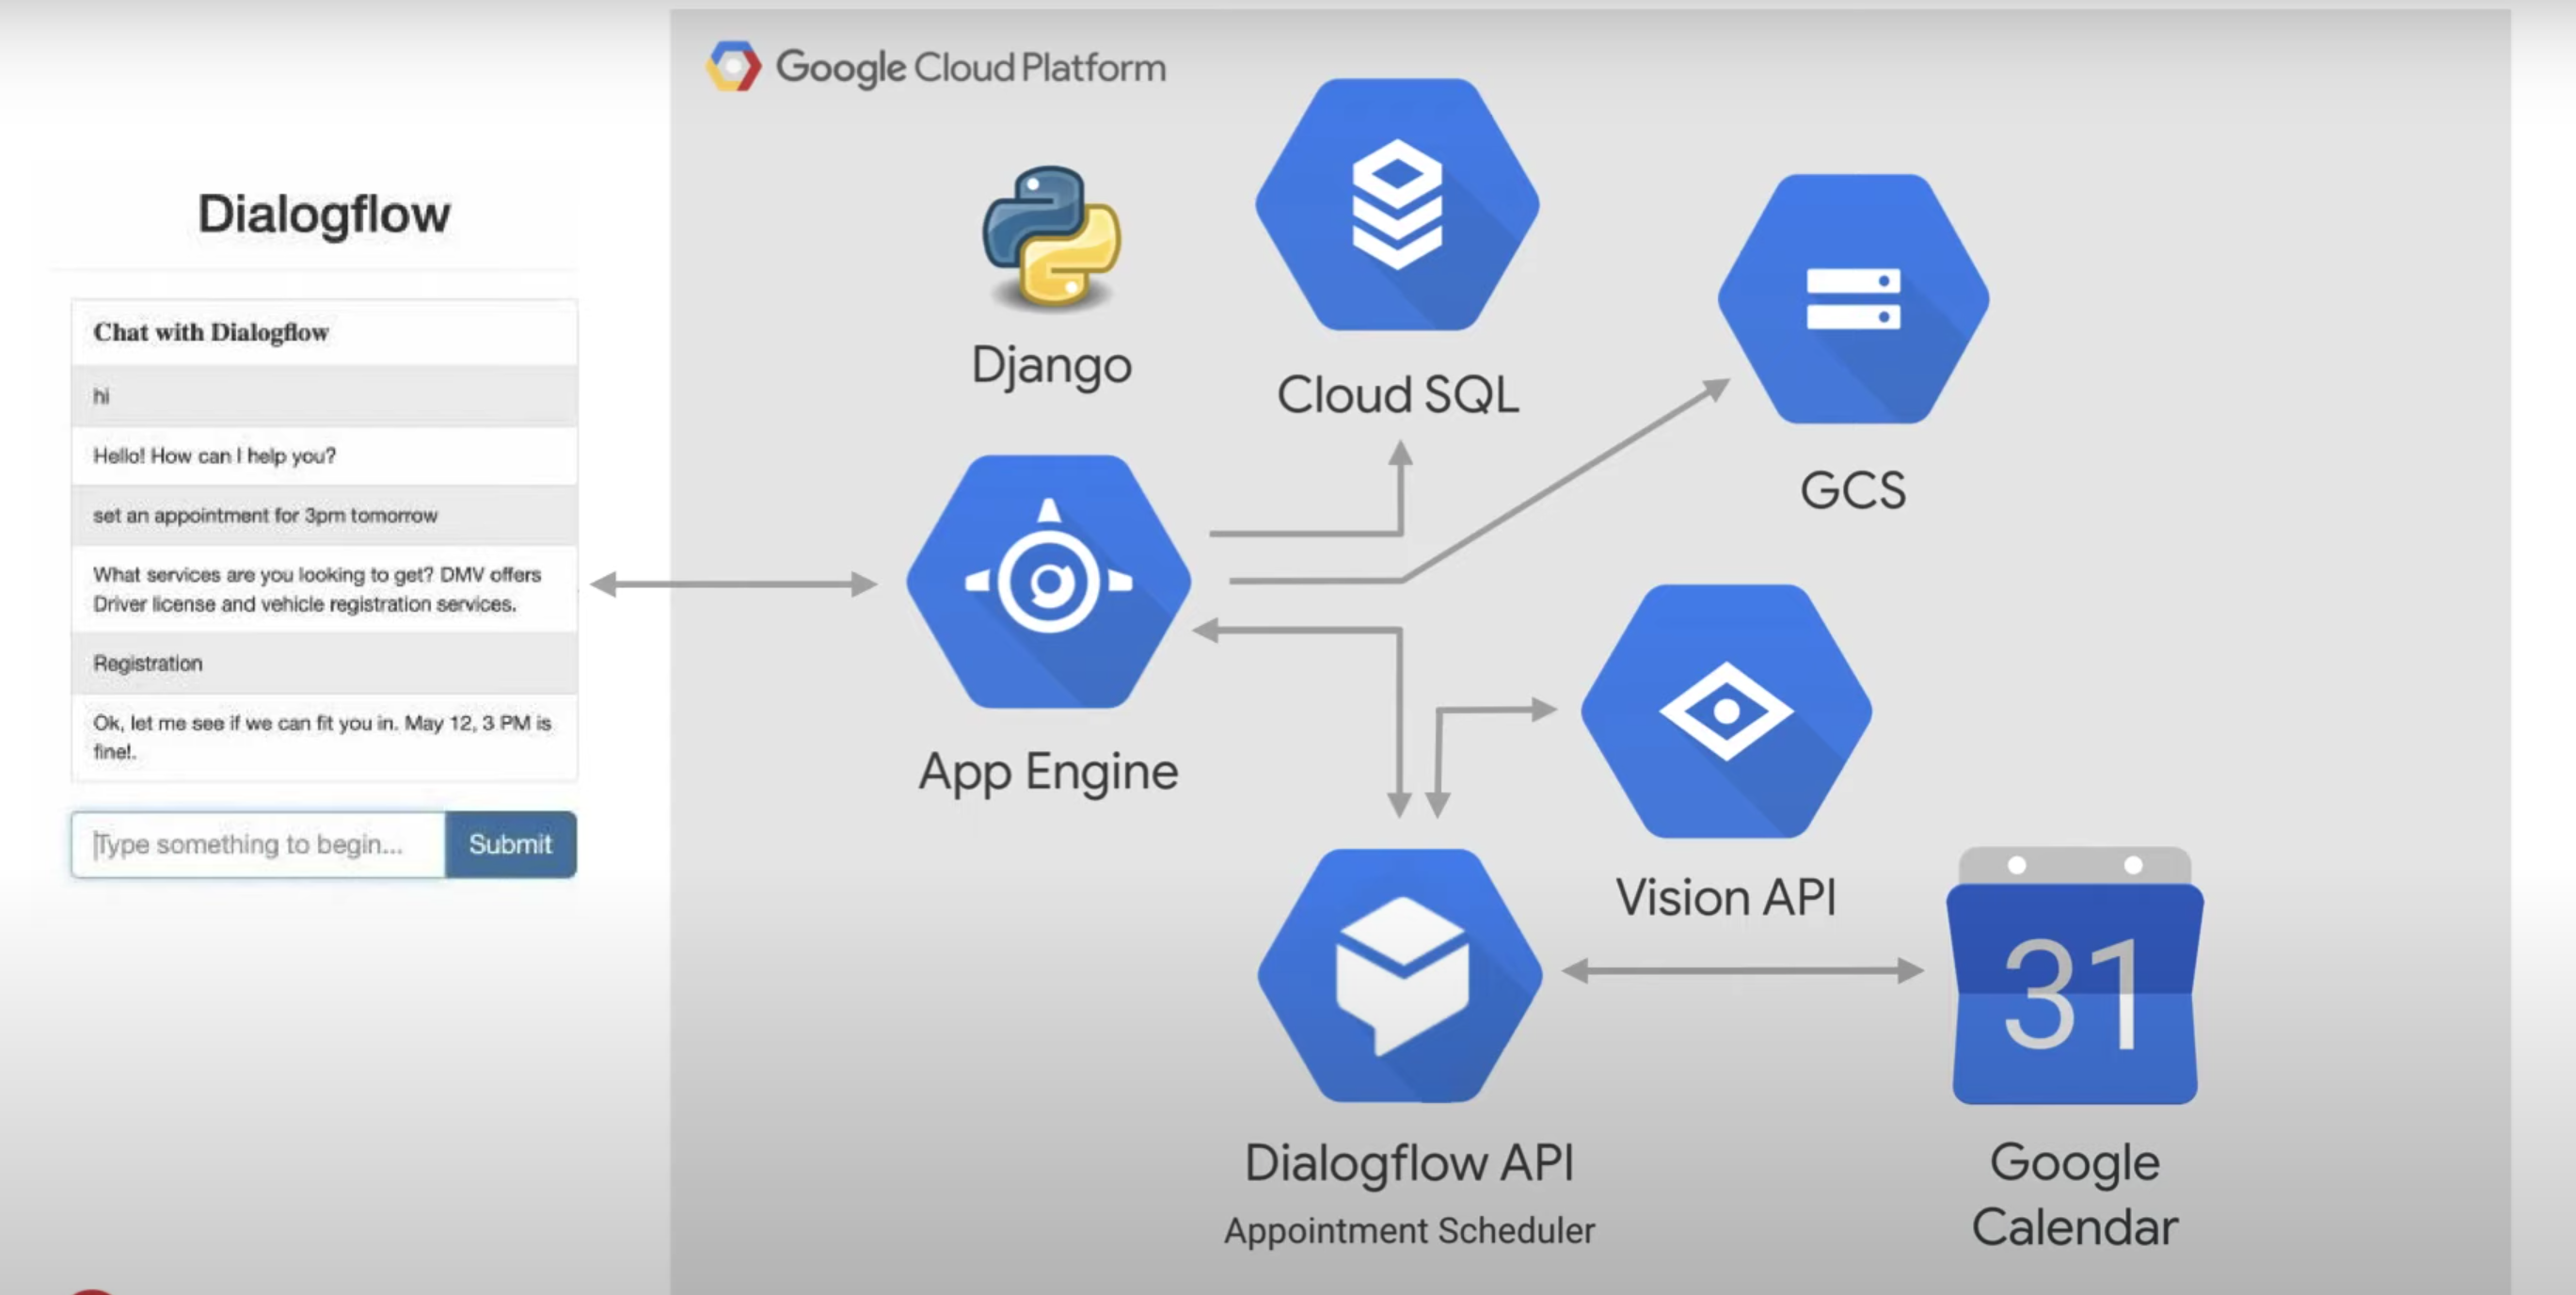 Google Cloud Platform
Dialogflow
Chat with Dialogflow
hi
Hello! How can I help you?
set an appointment for 3pm tomorrow
What services are you looking to get? DMV offers
Driver license and vehicle registration services.
Registration
Ok, let me see if we can fit you in. May 12, 3 PM is
fine!.
Type something to begin...
Submit
Django
Cloud SQL
GCS
App Engine
Vision API
31
Dialogflow API
Appointment Scheduler
Google
Calendar